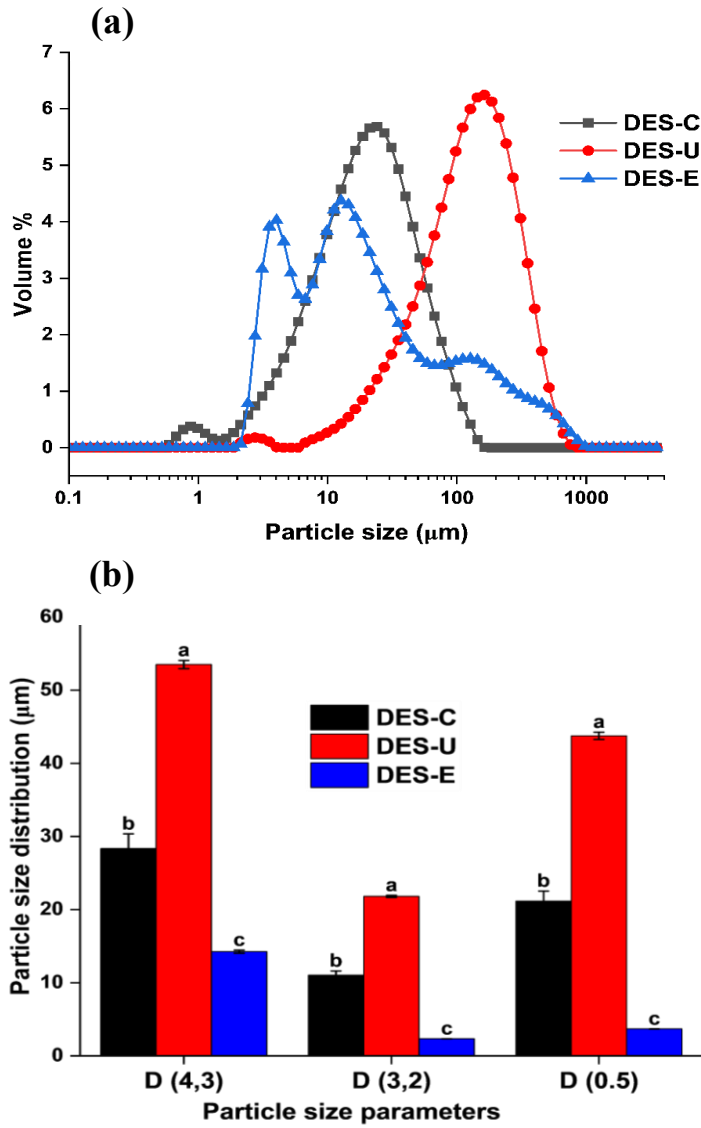 (a)
7
6
5
4
3
2
1
0
Volume %
DES-C
DES-U
DES-E
0.1 1 10 100 1000
Particle size (μm)
(b)
60
50
40
30
20
10
0
Particle size distribution (μm)
DES-C
DES-U
DES-E
b a c
b a c
b a c
D (4,3) D (3,2) D (0.5)
Particle size parameters